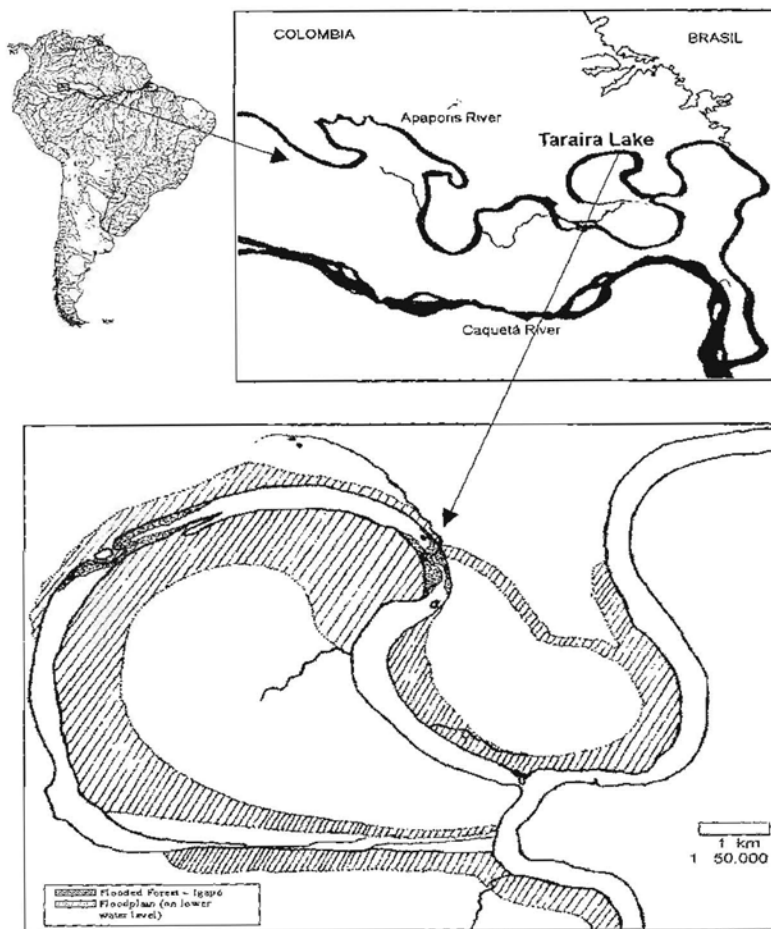 COLOMBIA
BRASIL
Apaporis River
Taraira Lake
Caquetá River
1 km
1 50.000
Flooded Forest - Igapó
Floodplain (on lower
water level)